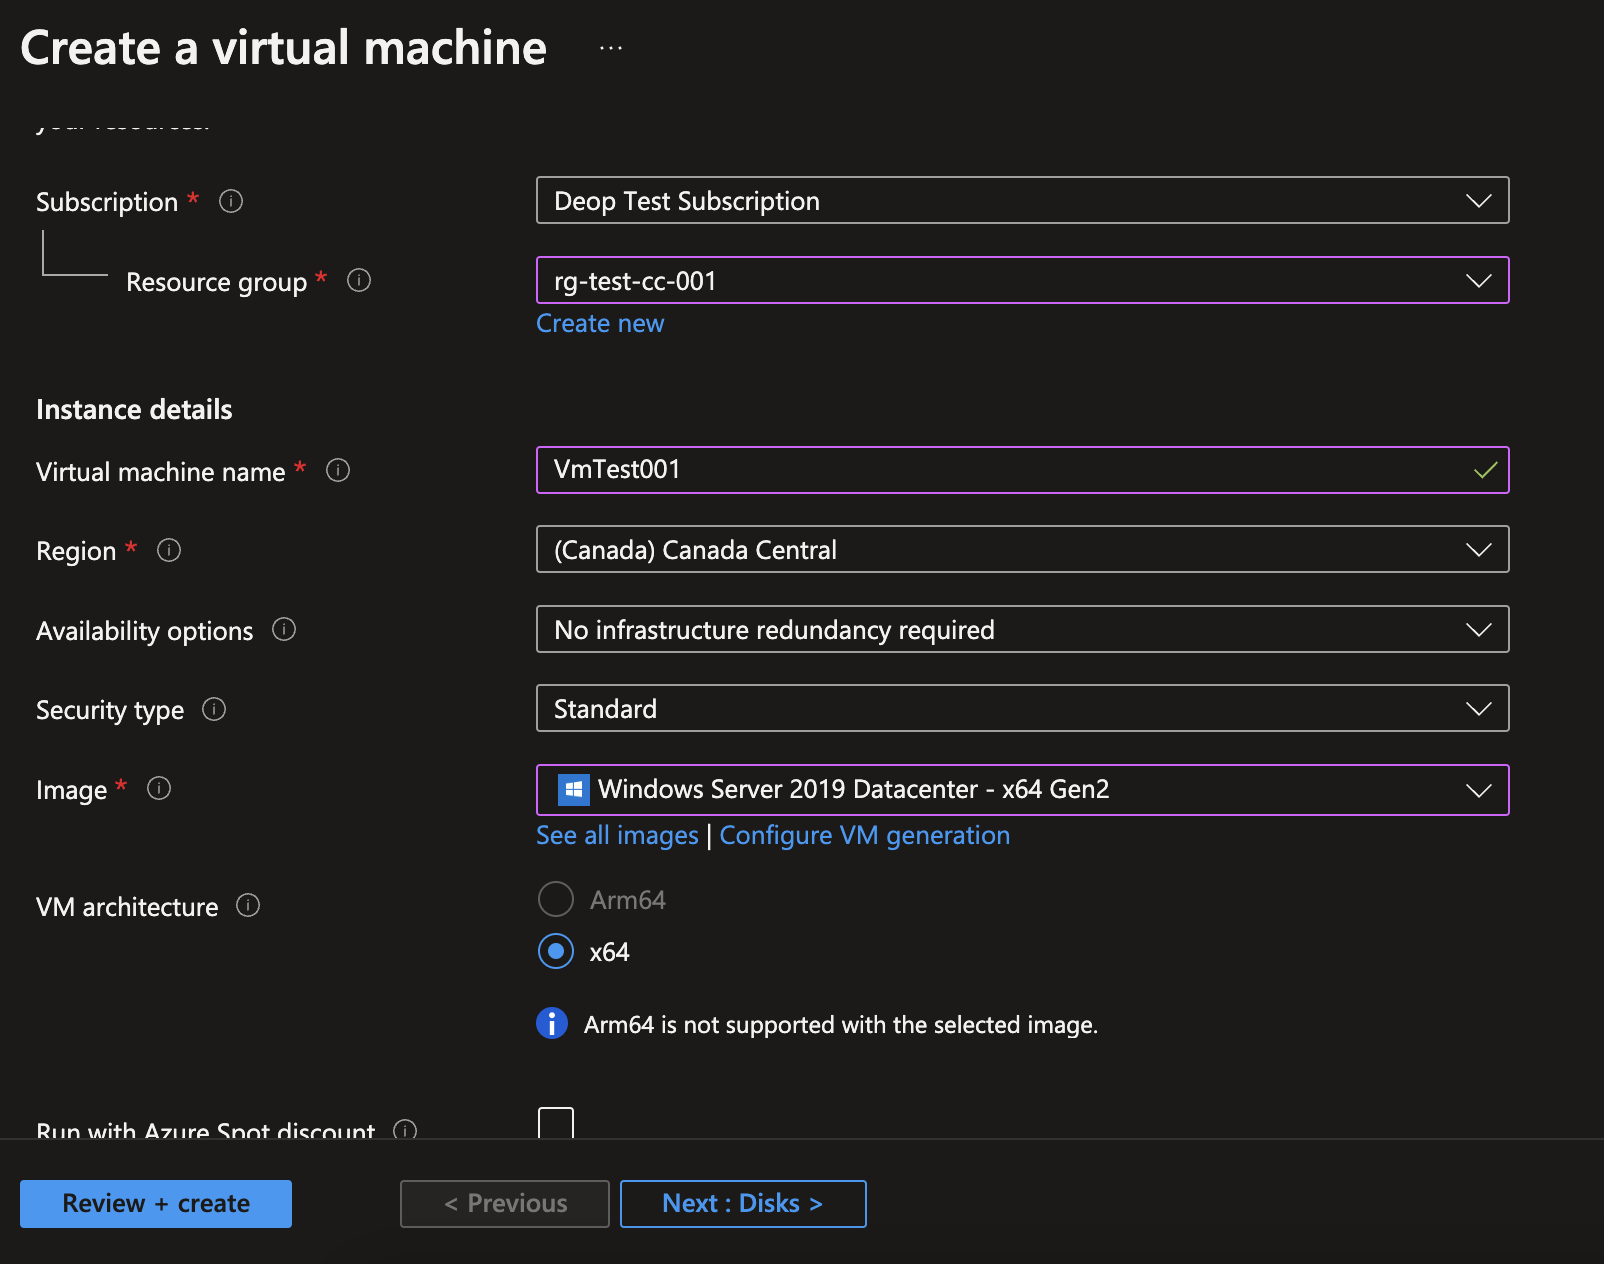 Create a virtual machine ...
Subscription *
Deop Test Subscription
Resource group *
rg-test-cc-001
Create new
Instance details
Virtual machine name *
VmTest001
Region *
(Canada) Canada Central
Availability options
No infrastructure redundancy required
Security type
Standard
Image *
Windows Server 2019 Datacenter - x64 Gen2
See all images | Configure VM generation
VM architecture
Arm64
x64
Arm64 is not supported with the selected image.
Run with Azure Spot discount
Review + create
< Previous
Next : Disks >